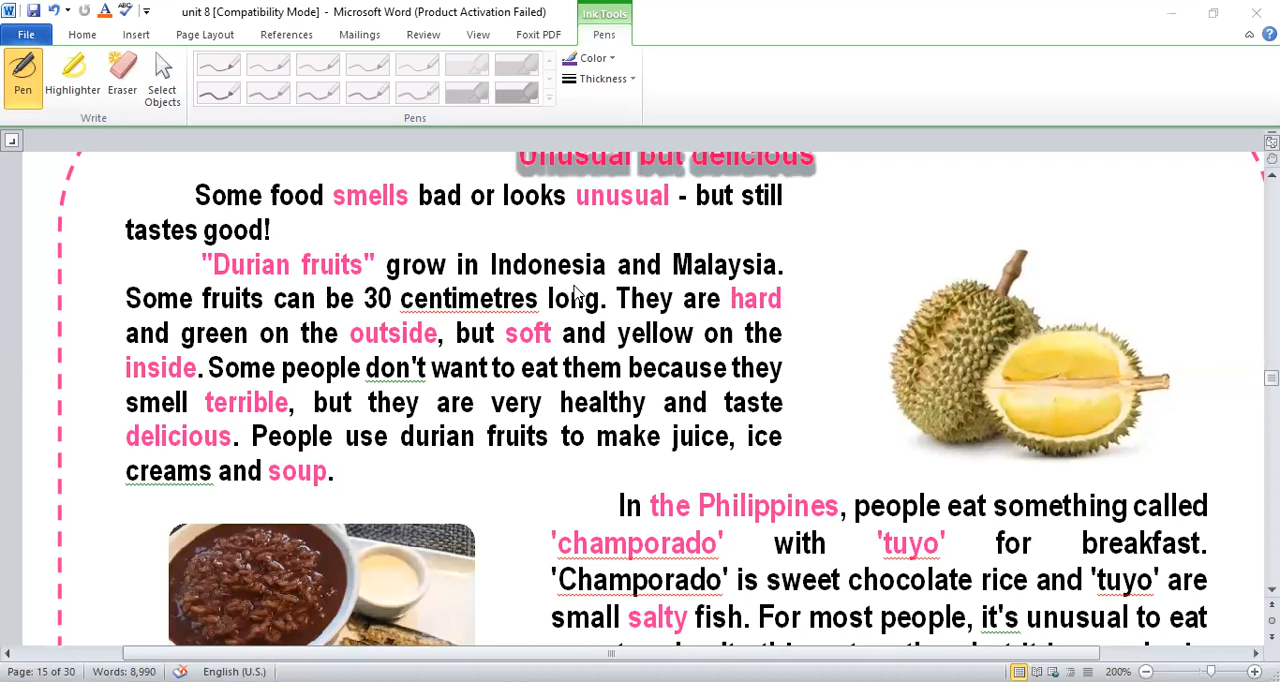 unit 8 [Compatibility Mode] - Microsoft Word (Product Activation Failed)
Ink Tools
File Home Insert Page Layout References Mailings Review View Foxit PDF Pens
Pen Highlighter Eraser Select Objects
Color
Thickness
Write
Pens
Unusual but delicious
Some food smells bad or looks unusual - but still
tastes good!
"Durian fruits" grow in Indonesia and Malaysia.
Some fruits can be 30 centimetres long. They are hard
and green on the outside, but soft and yellow on the
inside. Some people don't want to eat them because they
smell terrible, but they are very healthy and taste
delicious. People use durian fruits to make juice, ice
creams and soup.
In the Philippines, people eat something called
'champorado' with 'tuyo' for breakfast.
'Champorado' is sweet chocolate rice and 'tuyo' are
small salty fish. For most people, it's unusual to eat
Page: 15 of 30 Words: 8,990 English (U.S.) 200%